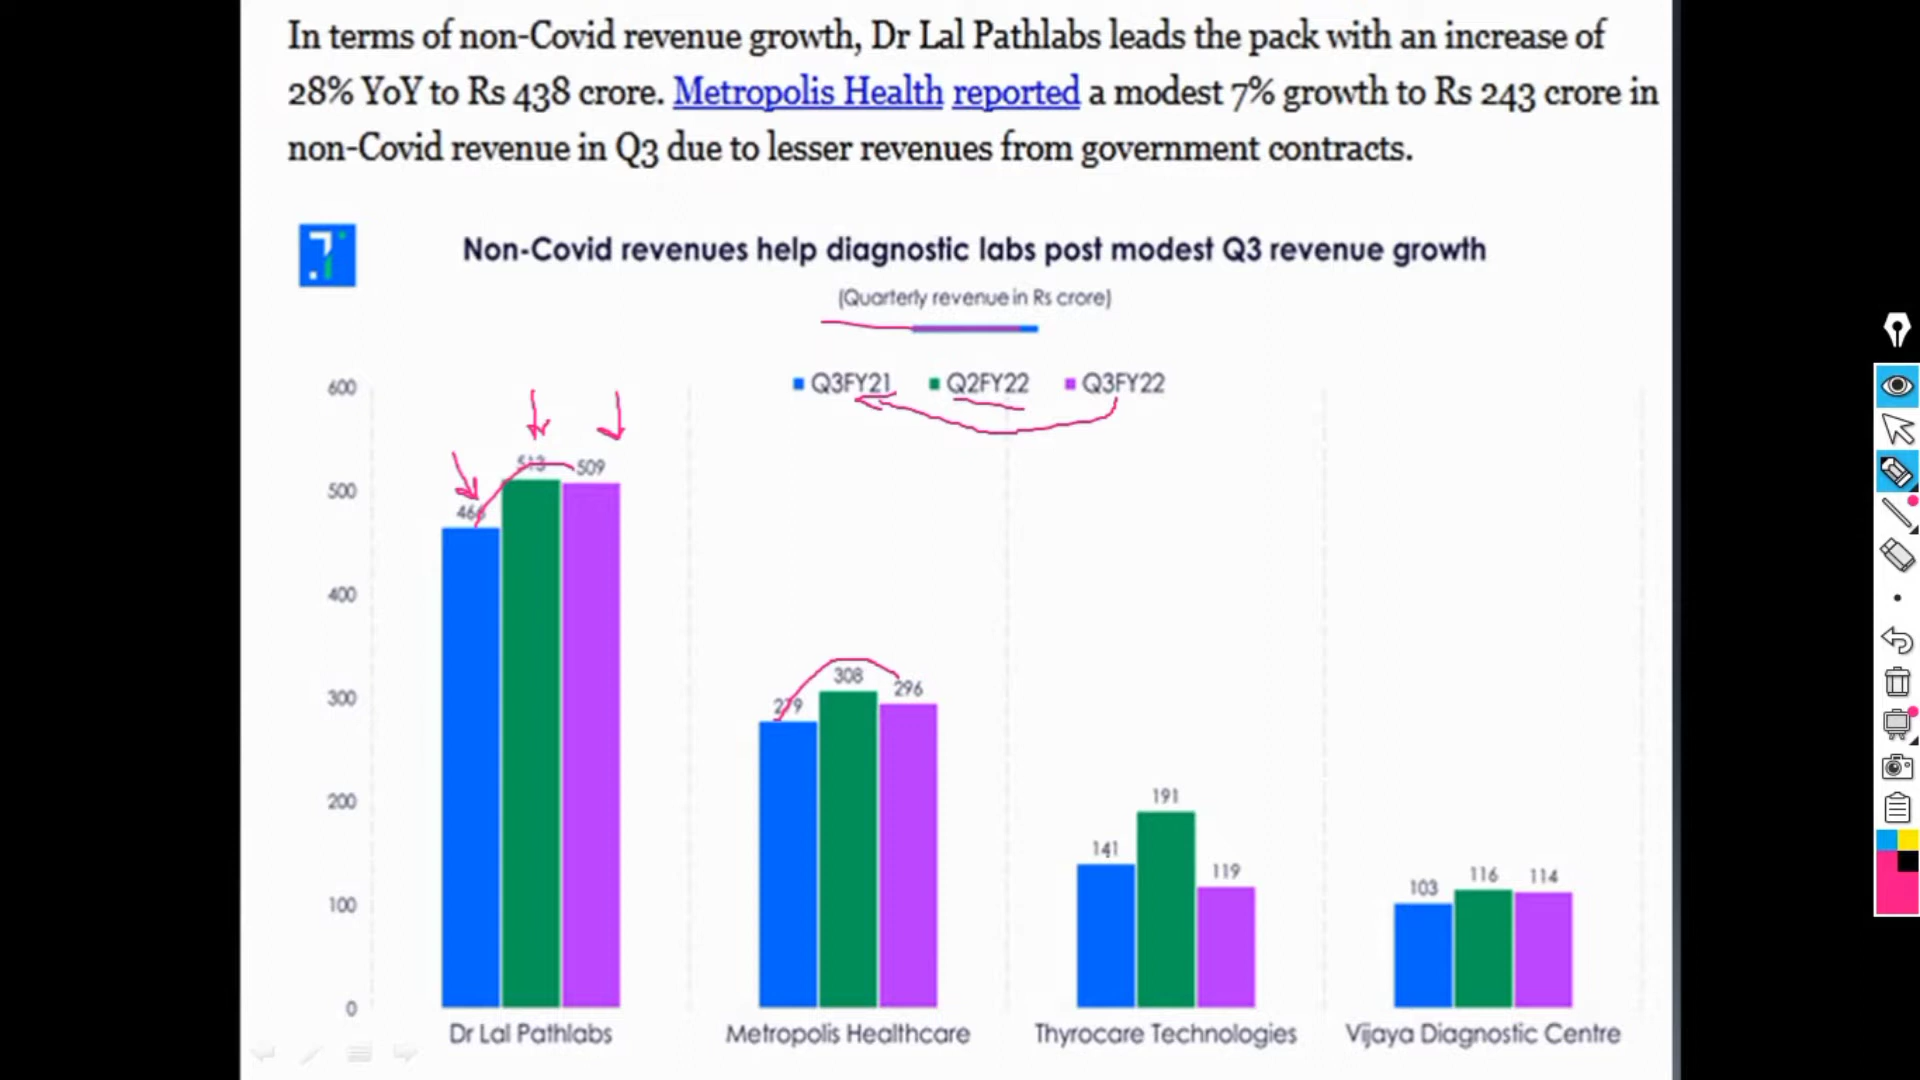 In terms of non-Covid revenue growth, Dr Lal Pathlabs leads the pack with an increase of
28% YoY to Rs 438 crore. Metropolis Health reported a modest 7% growth to Rs 243 crore in
non-Covid revenue in Q3 due to lesser revenues from government contracts.
Non-Covid revenues help diagnostic labs post modest Q3 revenue growth
(Quarterly revenue in Rs crore)
Q3FY21 Q2FY22 Q3FY22
600
500
400
300
200
100
0
466 513 509
279 308 296
141 191 119
103 116 114
Dr Lal Pathlabs Metropolis Healthcare Thyrocare Technologies Vijaya Diagnostic Centre